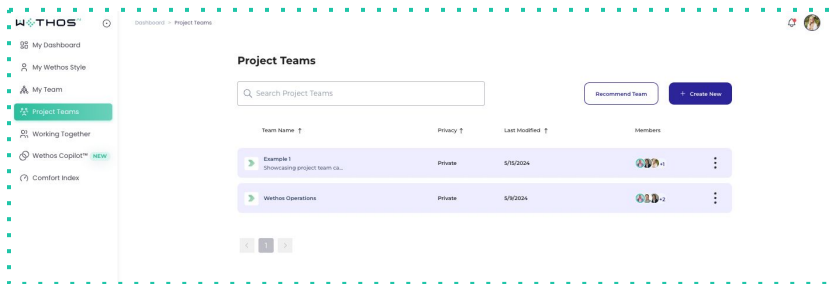 WETHOS™
Dashboard > Project Teams
My Dashboard
My Wethos Style
My Team
Project Teams
Working Together
Wethos Copilot™ NEW
Comfort Index
Project Teams
Search Project Teams
Recommend Team
+ Create New
Team Name ↑ Privacy ↑ Last Modified ↑ Members
Example 1
Showcasing project team ca...
Private 5/15/2024 +1
Wethos Operations Private 5/9/2024 +2
< 1 >